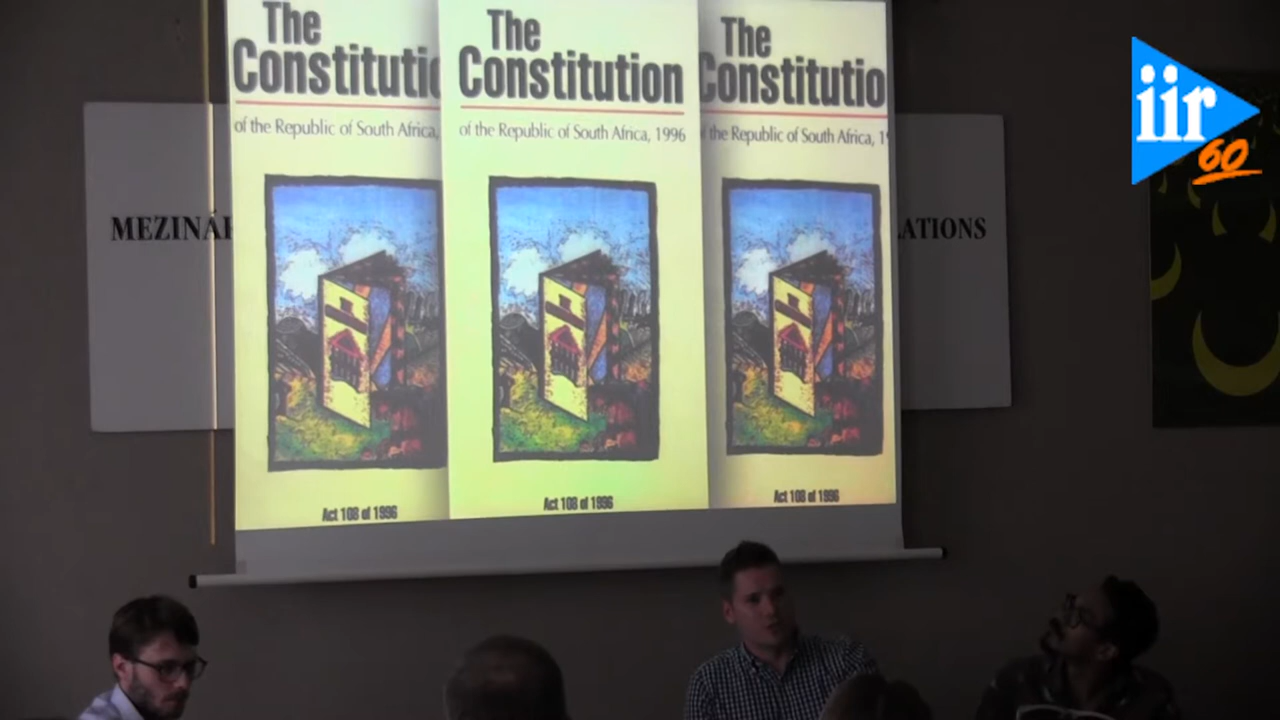 The
Constitutio
of the Republic of South Africa,
Act 108 of 1996
The
Constitution
of the Republic of South Africa, 1996
Act 108 of 1996
The
Constitutio
the Republic of South Africa, 1
Act 108 of 1996
MEZINÁ
LATIONS
iir
60